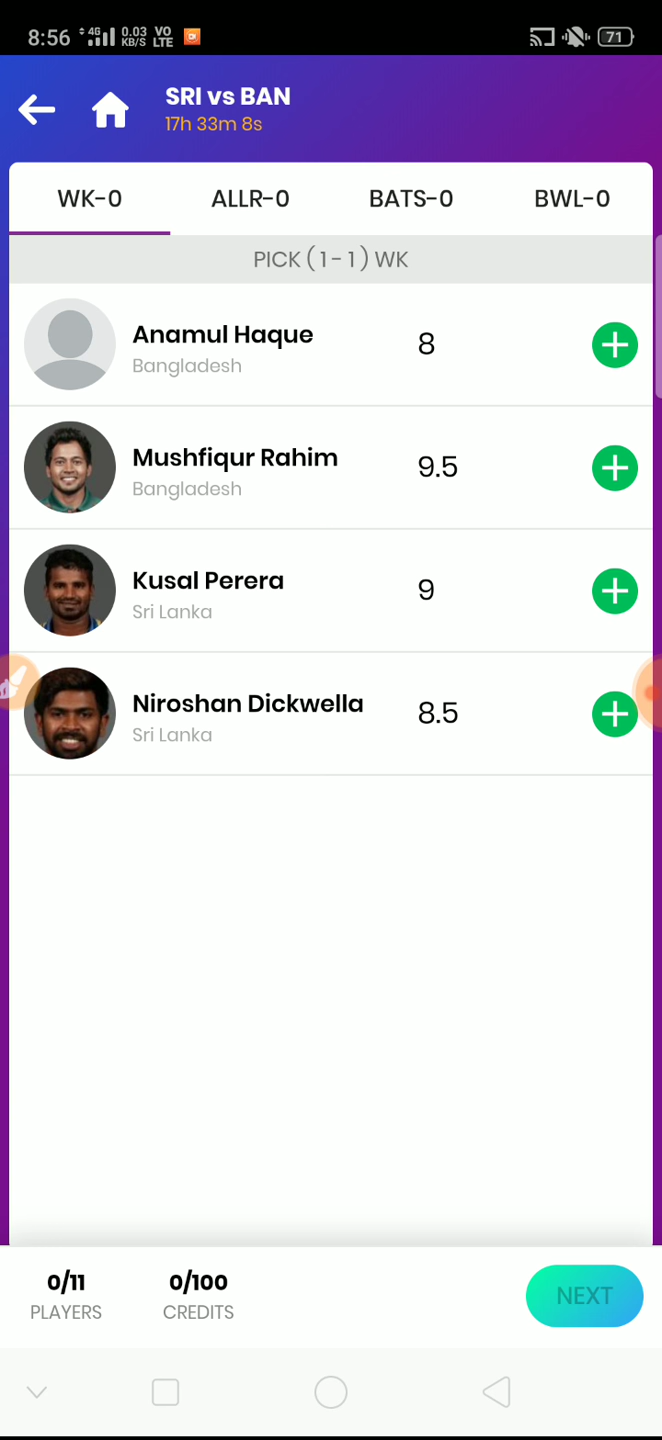 8:56 4G 0.03 KB/S VO LTE 71
SRI vs BAN
17h 33m 8s
WK-0 ALLR-0 BATS-0 BWL-0
PICK ( 1 - 1 ) WK
Anamul Haque 8
Bangladesh
Mushfiqur Rahim 9.5
Bangladesh
Kusal Perera 9
Sri Lanka
Niroshan Dickwella 8.5
Sri Lanka
0/11 0/100
PLAYERS CREDITS
NEXT